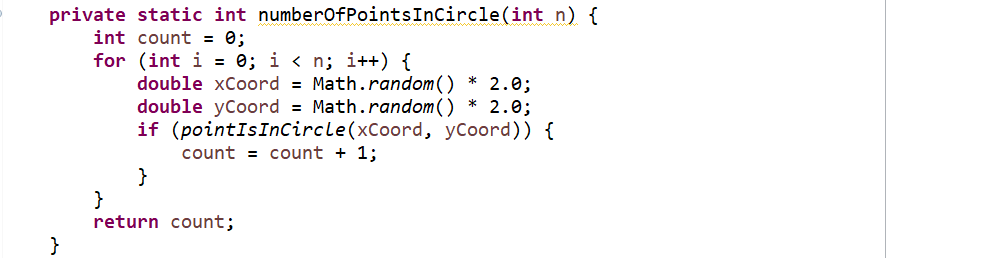 private static int numberOfPointsInCircle(int n) {
    int count = 0;
    for (int i = 0; i < n; i++) {
        double xCoord = Math.random() * 2.0;
        double yCoord = Math.random() * 2.0;
        if (pointIsInCircle(xCoord, yCoord)) {
            count = count + 1;
        }
    }
    return count;
}